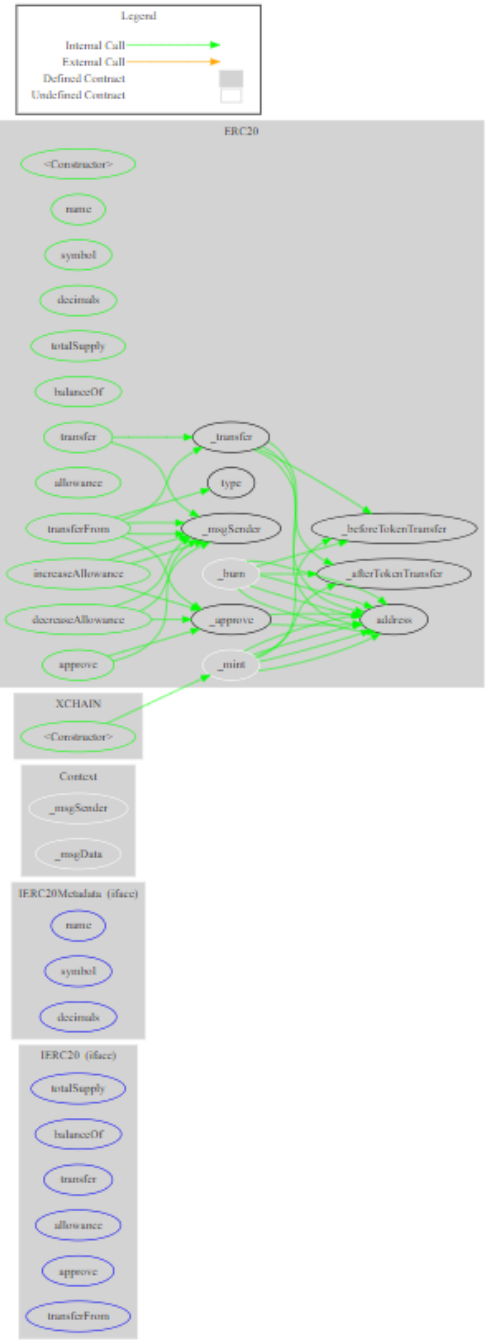 Legend
Internal Call
External Call
Defined Contract
Undefined Contract
ERC20
<Constructor>
name
symbol
decimals
totalSupply
balanceOf
transfer
_transfer
allowance
type
transferFrom
_msgSender
_beforeTokenTransfer
increaseAllowance
_burn
_afterTokenTransfer
decreaseAllowance
_approve
address
approve
_mint
XCHAIN
<Constructor>
Context
_msgSender
_msgData
IERC20Metadata (iface)
name
symbol
decimals
IERC20 (iface)
totalSupply
balanceOf
transfer
allowance
approve
transferFrom